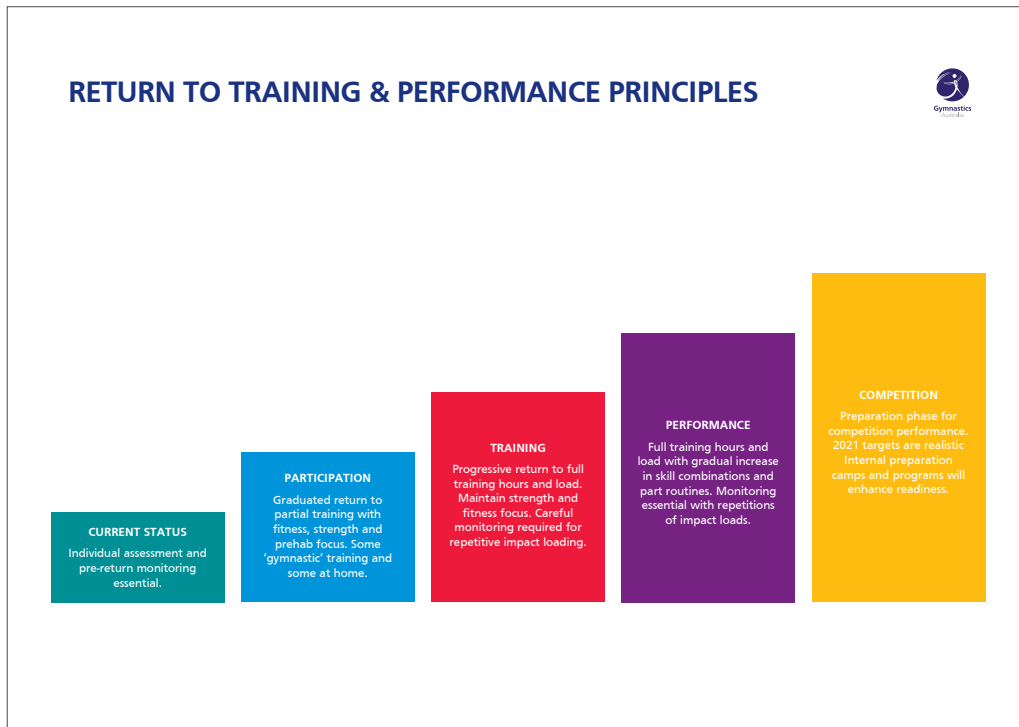 RETURN TO TRAINING & PERFORMANCE PRINCIPLES
Gymnastics
Australia
CURRENT STATUS
Individual assessment and
pre-return monitoring
essential.
PARTICIPATION
Graduated return to
partial training with
fitness, strength and
prehab focus. Some
‘gymnastic’ training and
some at home.
TRAINING
Progressive return to full
training hours and load.
Maintain strength and
fitness focus. Careful
monitoring required for
repetitive impact loading.
PERFORMANCE
Full training hours and
load with gradual increase
in skill combinations and
part routines. Monitoring
essential with repetitions
of impact loads.
COMPETITION
Preparation phase for
competition performance.
2021 targets are realistic
Internal preparation
camps and programs will
enhance readiness.